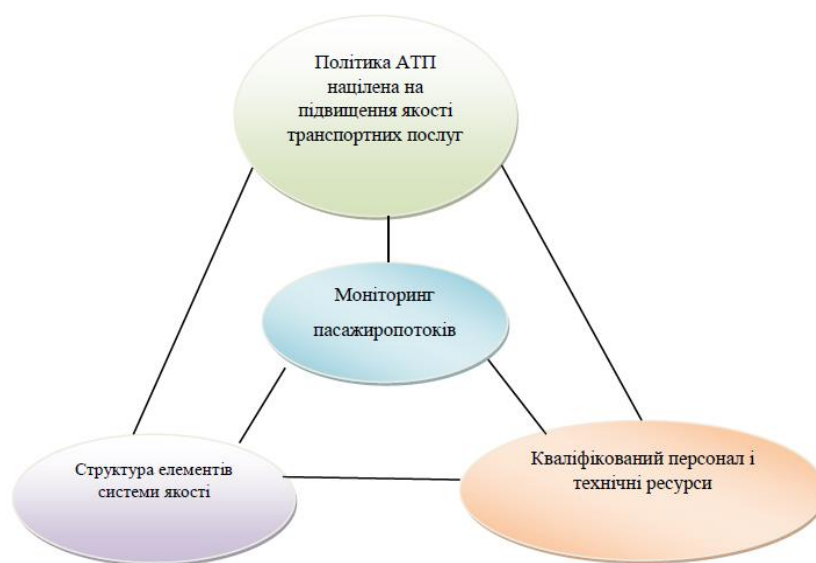 Політика АТП
націлена на
підвищення якості
транспортних послуг
Моніторинг
пасажиропотоків
Структура елементів
системи якості
Кваліфікований персонал і
технічні ресурси